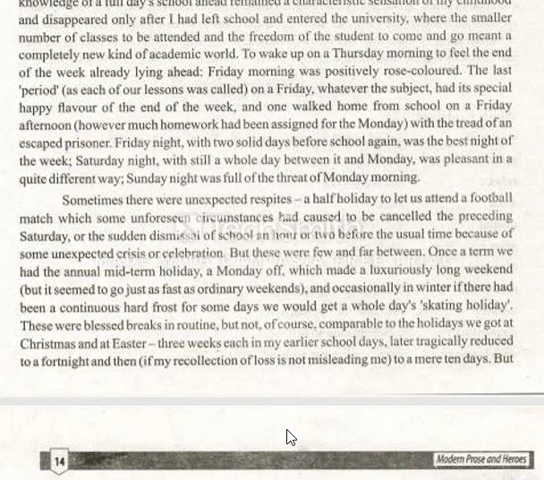 knowledge of a full day's school ahead remained a characteristic sensation of my childhood
and disappeared only after I had left school and entered the university, where the smaller
number of classes to be attended and the freedom of the student to come and go meant a
completely new kind of academic world. To wake up on a Thursday morning to feel the end
of the week already lying ahead: Friday morning was positively rose-coloured. The last
'period' (as each of our lessons was called) on a Friday, whatever the subject, had its special
happy flavour of the end of the week, and one walked home from school on a Friday
afternoon (however much homework had been assigned for the Monday) with the tread of an
escaped prisoner. Friday night, with two solid days before school again, was the best night of
the week; Saturday night, with still a whole day between it and Monday, was pleasant in a
quite different way; Sunday night was full of the threat of Monday morning.
Sometimes there were unexpected respites – a half holiday to let us attend a football
match which some unforeseen circumstances had caused to be cancelled the preceding
Saturday, or the sudden dismissal of school an hour or two before the usual time because of
some unexpected crisis or celebration. But these were few and far between. Once a term we
had the annual mid-term holiday, a Monday off, which made a luxuriously long weekend
(but it seemed to go just as fast as ordinary weekends), and occasionally in winter if there had
been a continuous hard frost for some days we would get a whole day's 'skating holiday'.
These were blessed breaks in routine, but not, of course, comparable to the holidays we got at
Christmas and at Easter – three weeks each in my earlier school days, later tragically reduced
to a fortnight and then (if my recollection of loss is not misleading me) to a mere ten days. But
14
Modern Prose and Heroes